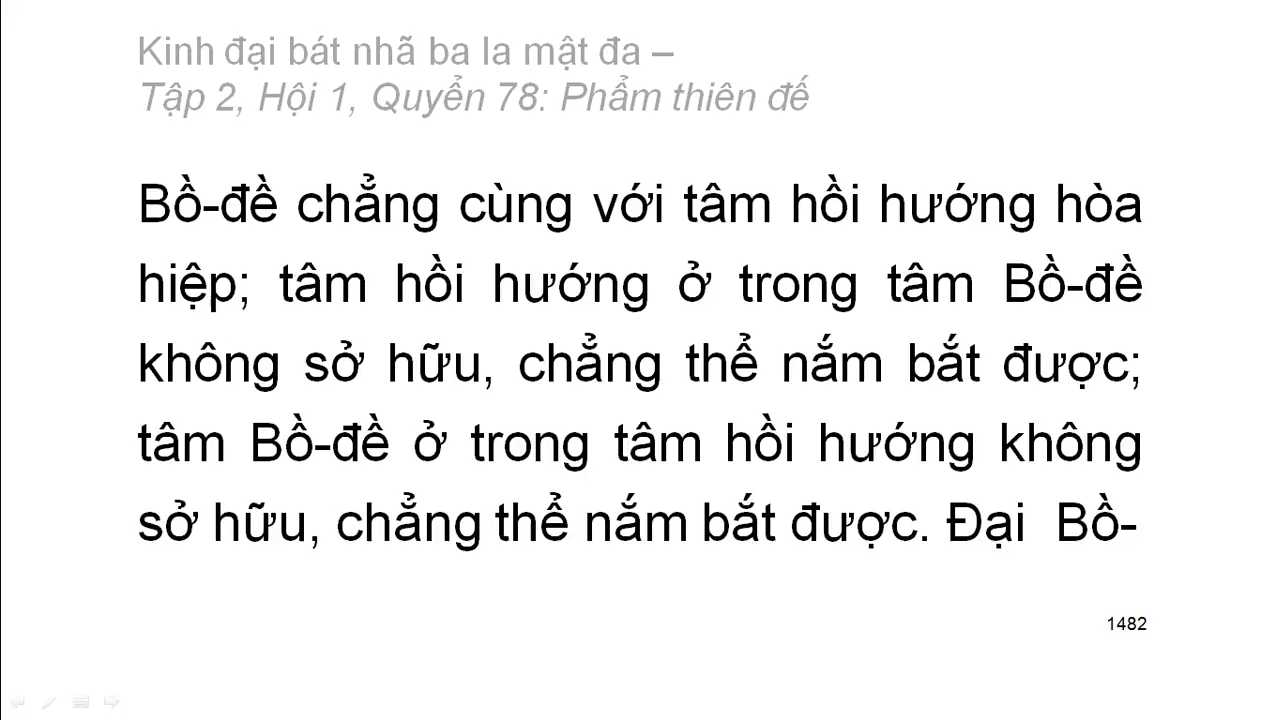 Kinh đại bát nhã ba la mật đa –
Tập 2, Hội 1, Quyển 78: Phẩm thiên đế
Bồ-đề chẳng cùng với tâm hồi hướng hòa
hiệp; tâm hồi hướng ở trong tâm Bồ-đề
không sở hữu, chẳng thể nắm bắt được;
tâm Bồ-đề ở trong tâm hồi hướng không
sở hữu, chẳng thể nắm bắt được. Đại Bồ-
1482